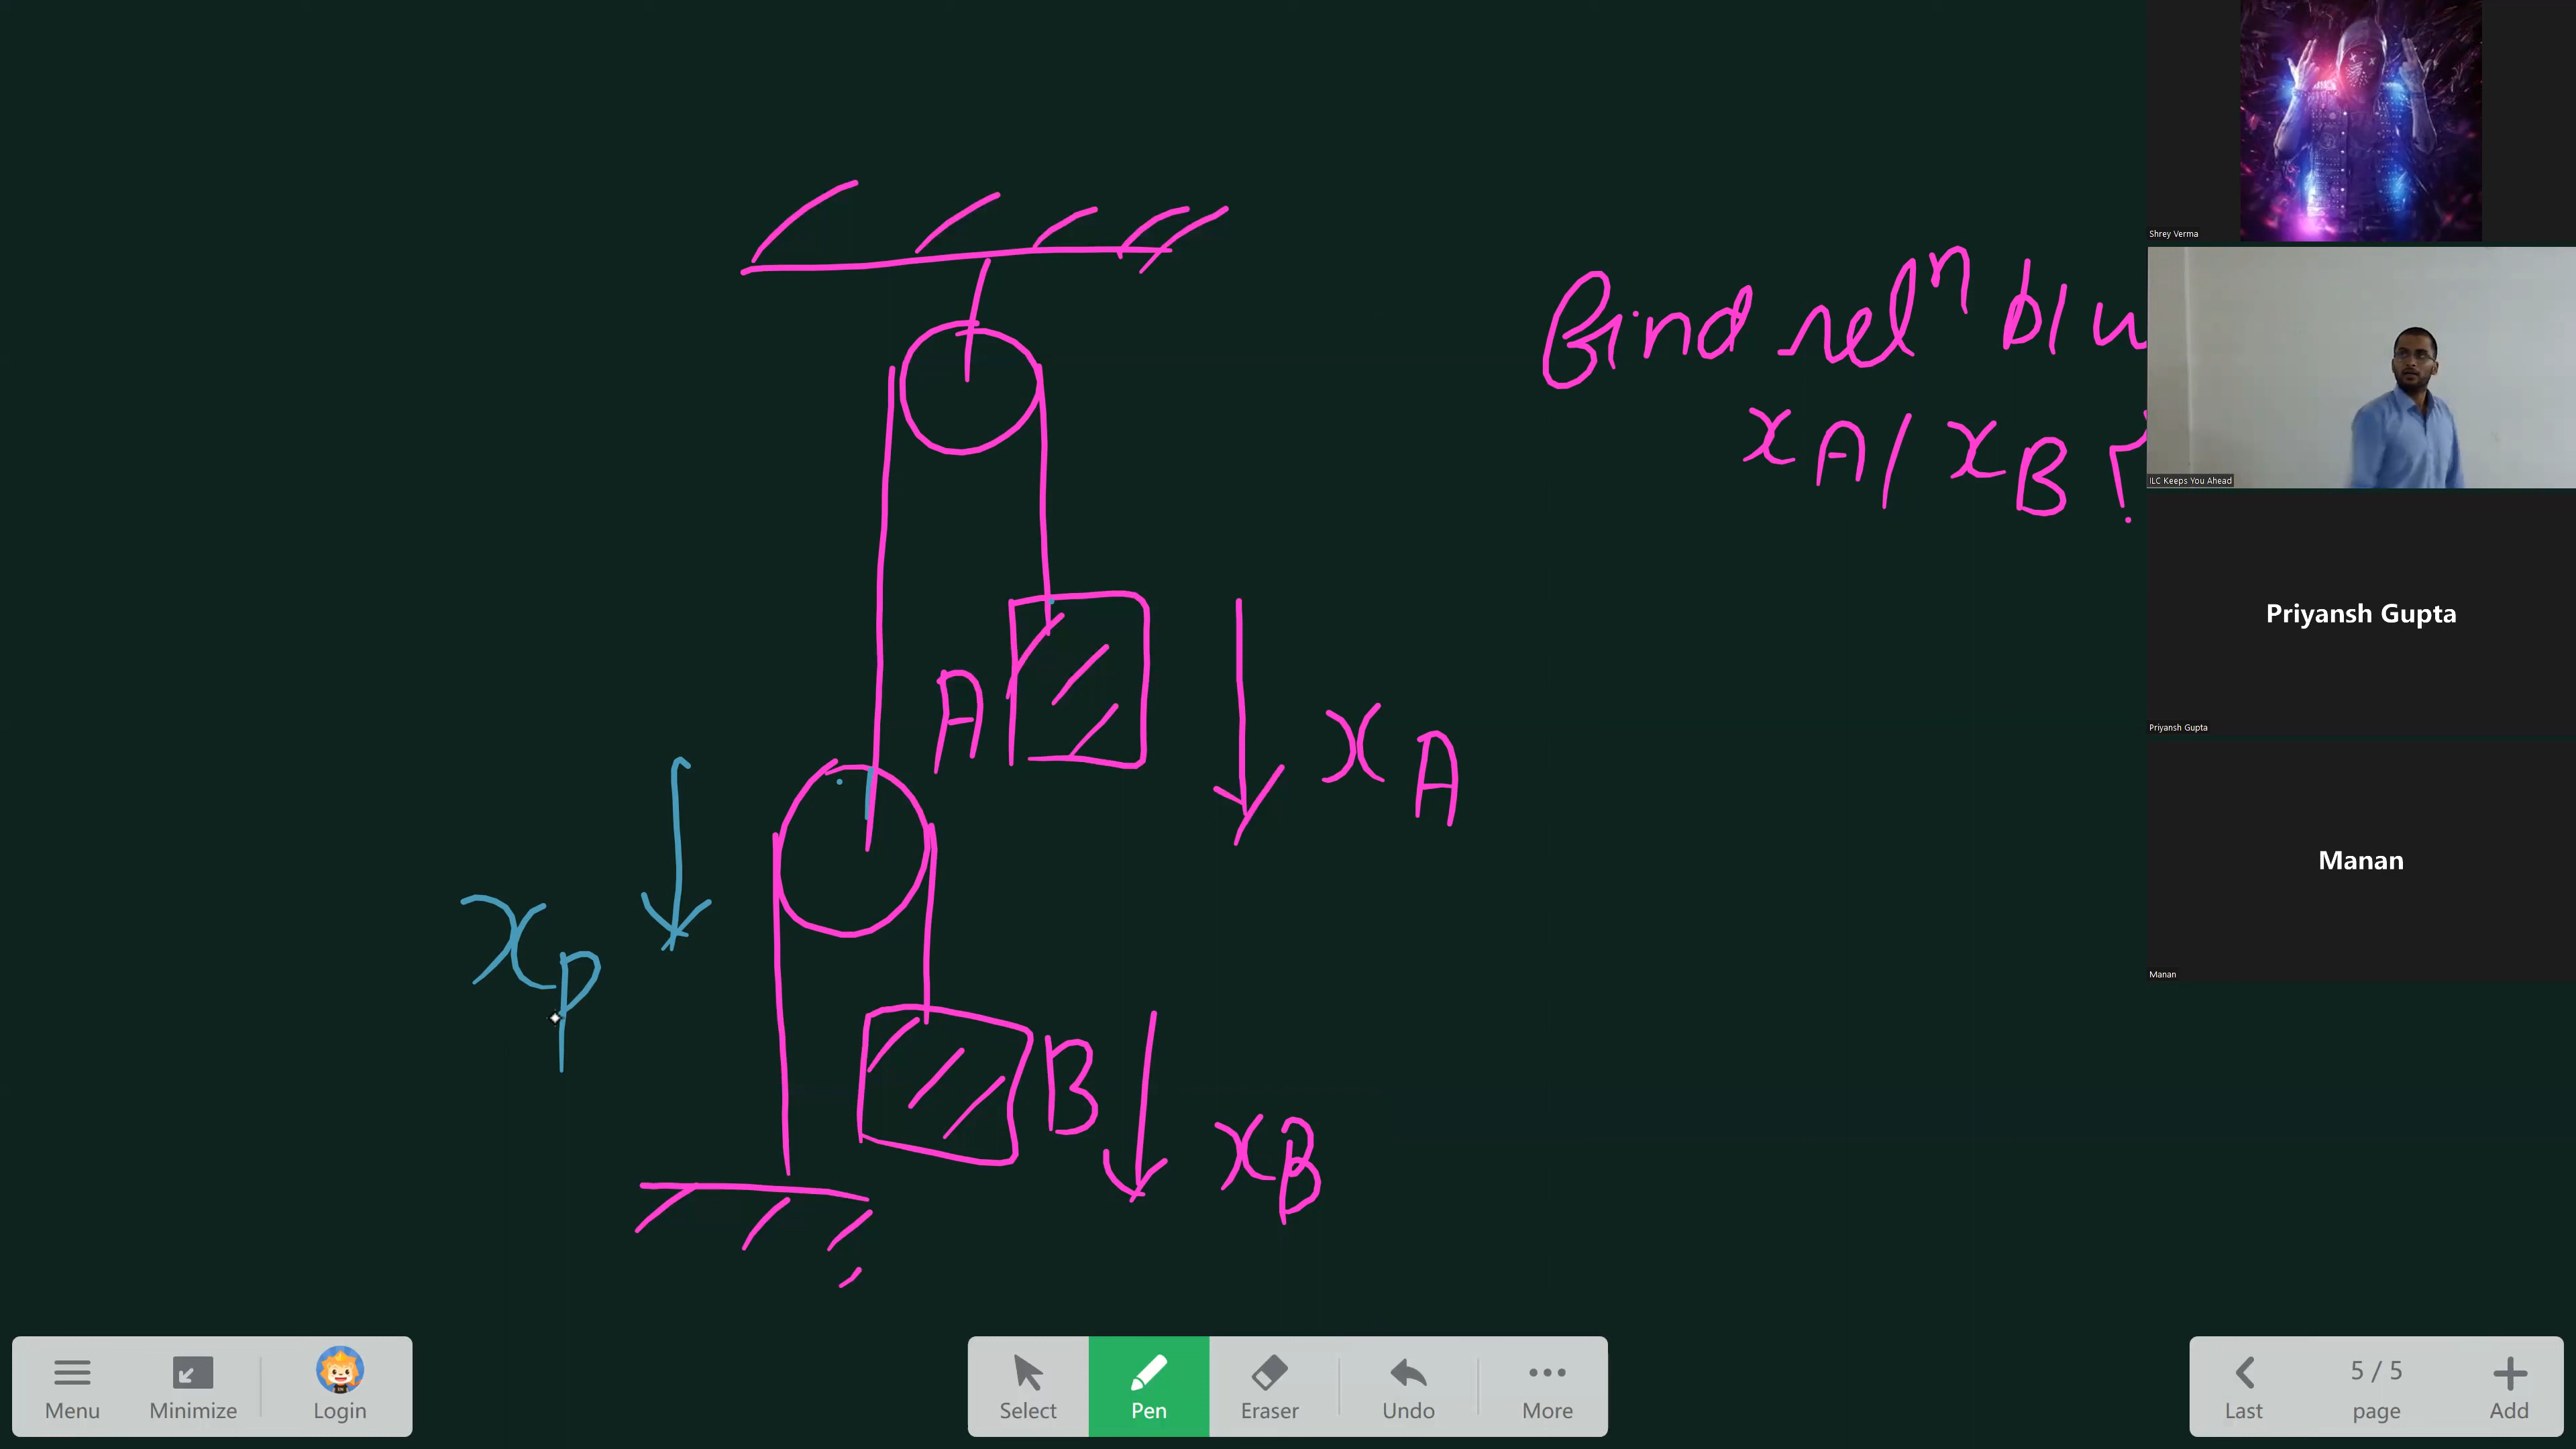 Find relⁿ b/w
xA / xB ?
A
xA
xP
B
xB
Shrey Verma
ILC Keeps You Ahead
Priyansh Gupta
Priyansh Gupta
Manan
Manan
Menu
Minimize
Login
Select
Pen
Eraser
Undo
More
Last
5 / 5
page
Add